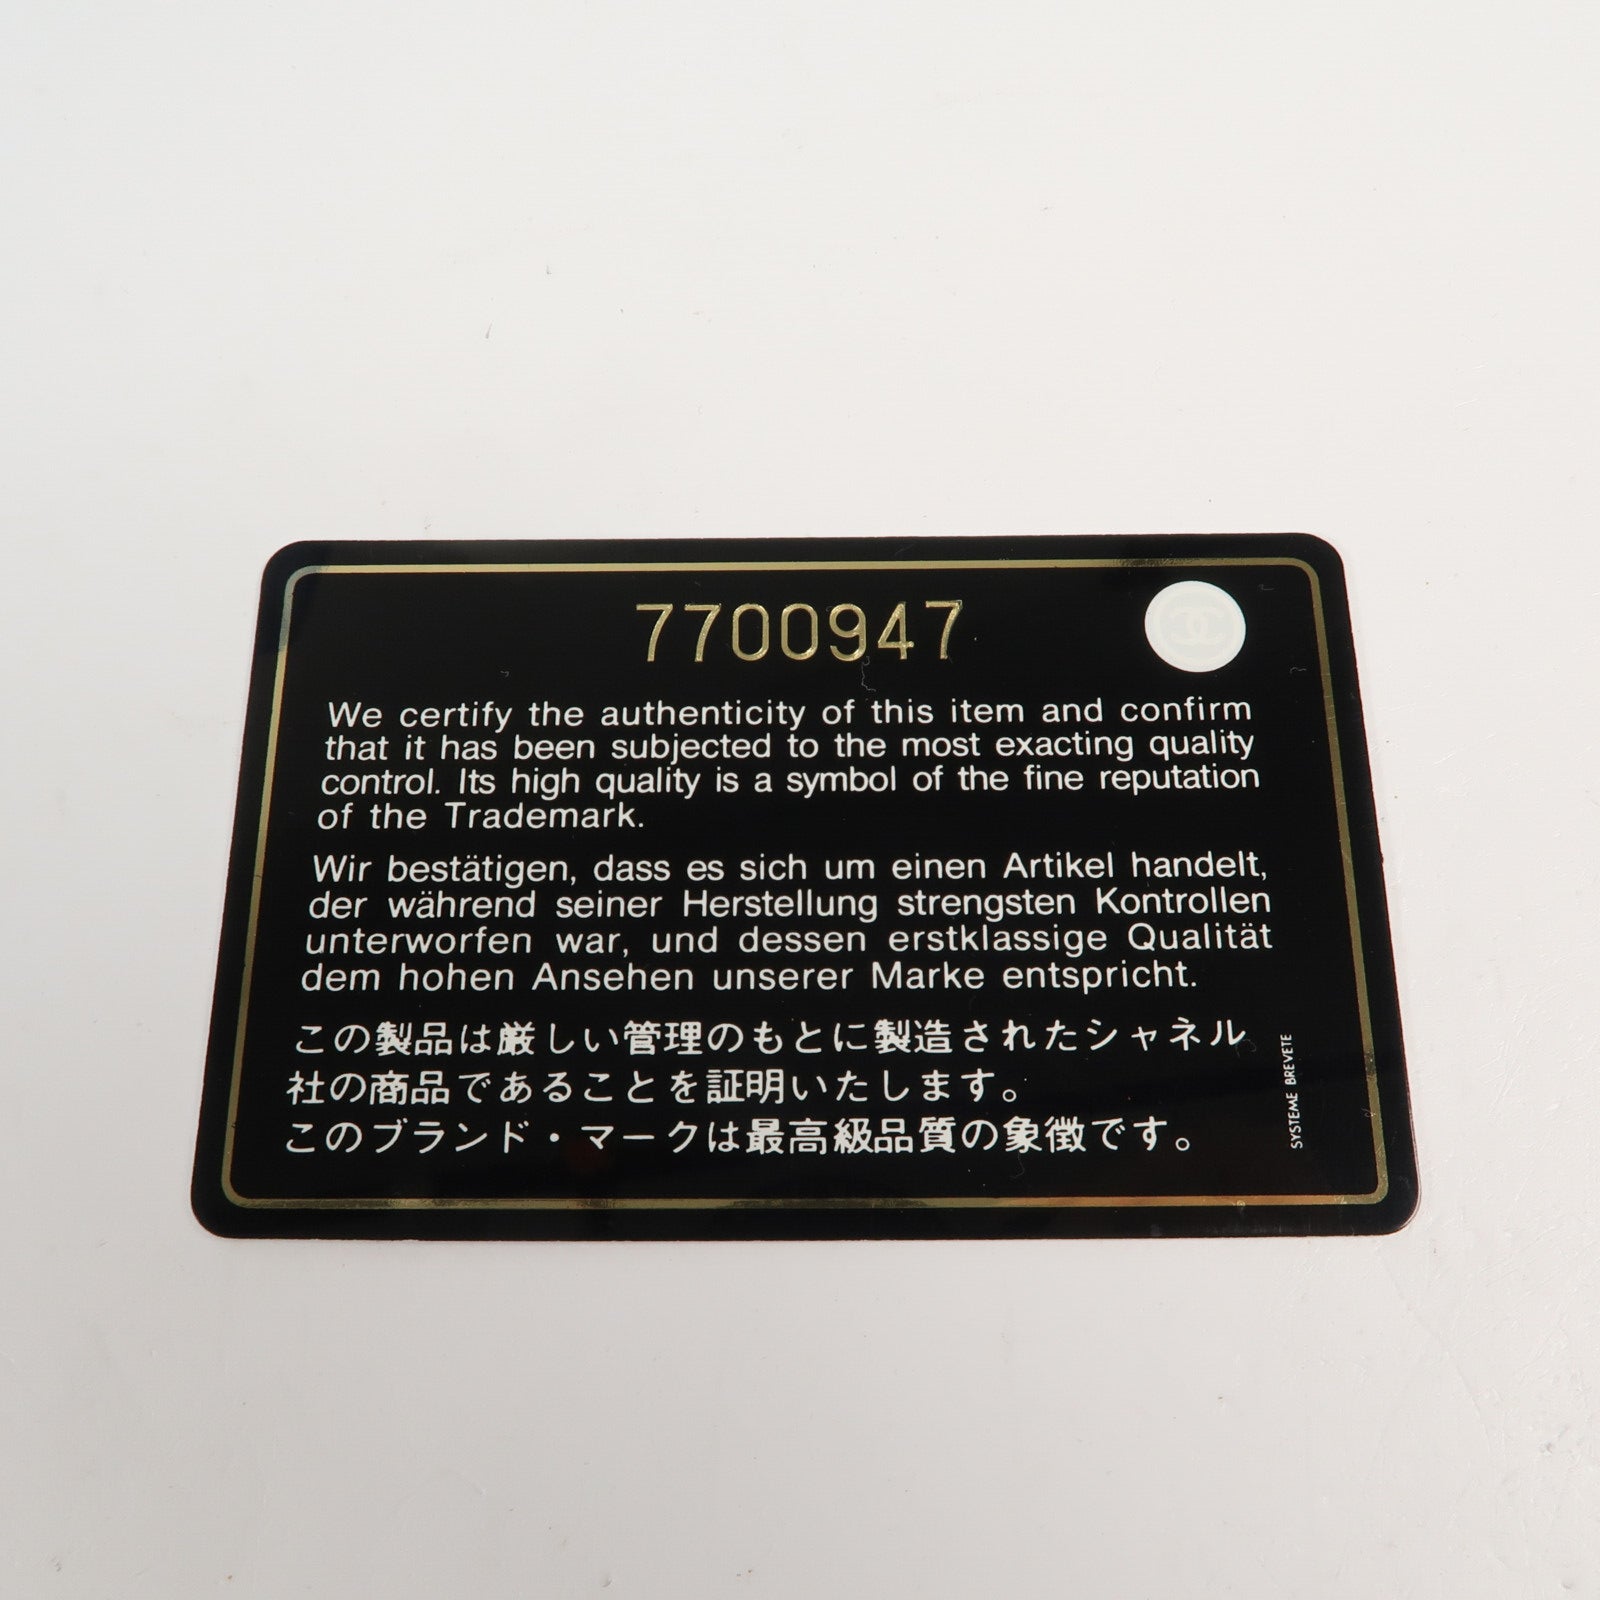 7700947
We certify the authenticity of this item and confirm
that it has been subjected to the most exacting quality
control. Its high quality is a symbol of the fine reputation
of the Trademark.
Wir bestätigen, dass es sich um einen Artikel handelt,
der während seiner Herstellung strengsten Kontrollen
unterworfen war, und dessen erstklassige Qualität
dem hohen Ansehen unserer Marke entspricht.
この製品は厳しい管理のもとに製造されたシャネル
社の商品であることを証明いたします。
このブランド・マークは最高級品質の象徴です。
SYSTEME BREVETE